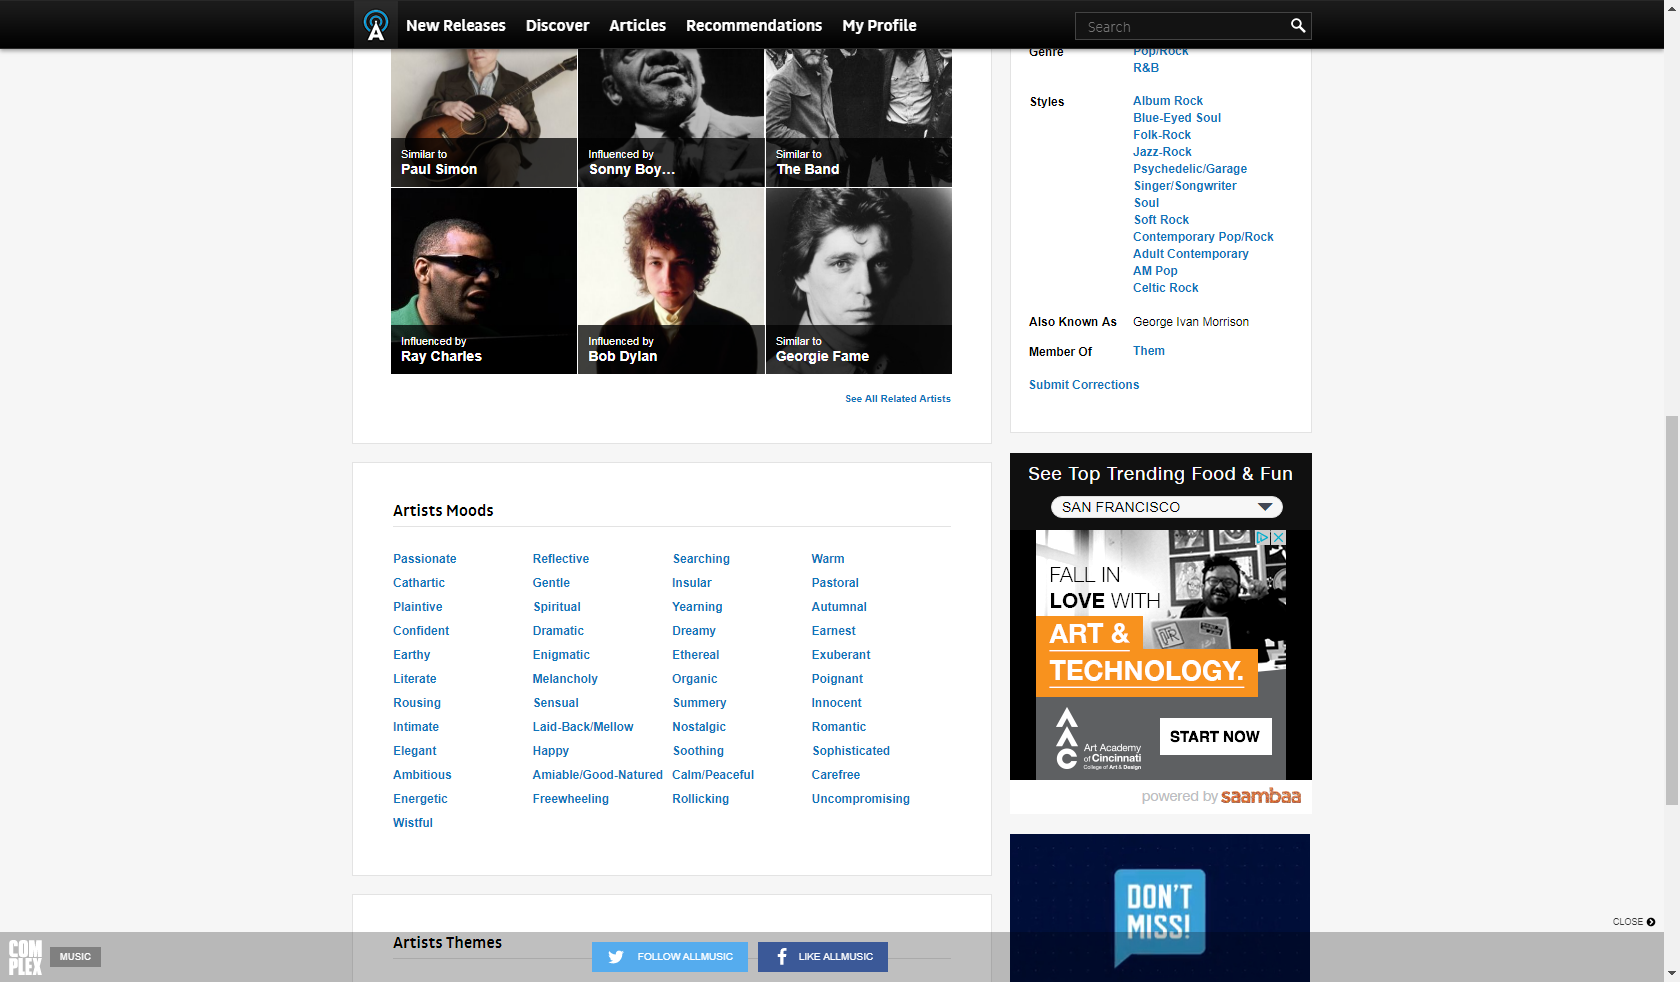 New Releases Discover Articles Recommendations My Profile Search
Similar to
Paul Simon
Influenced by
Sonny Boy...
Similar to
The Band
Influenced by
Ray Charles
Influenced by
Bob Dylan
Similar to
Georgie Fame
See All Related Artists
Genre
Pop/Rock
R&B
Styles
Album Rock
Blue-Eyed Soul
Folk-Rock
Jazz-Rock
Psychedelic/Garage
Singer/Songwriter
Soul
Soft Rock
Contemporary Pop/Rock
Adult Contemporary
AM Pop
Celtic Rock
Also Known As George Ivan Morrison
Member Of Them
Submit Corrections
Artists Moods
Passionate Reflective Searching Warm
Cathartic Gentle Insular Pastoral
Plaintive Spiritual Yearning Autumnal
Confident Dramatic Dreamy Earnest
Earthy Enigmatic Ethereal Exuberant
Literate Melancholy Organic Poignant
Rousing Sensual Summery Innocent
Intimate Laid-Back/Mellow Nostalgic Romantic
Elegant Happy Soothing Sophisticated
Ambitious Amiable/Good-Natured Calm/Peaceful Carefree
Energetic Freewheeling Rollicking Uncompromising
Wistful
See Top Trending Food & Fun
SAN FRANCISCO
FALL IN
LOVE WITH
ART &
TECHNOLOGY.
AAC
Art Academy
of Cincinnati
College of Art & Design
START NOW
powered by saambaa
DON'T
MISS!
Artists Themes
CLOSE
COM
PLEX
MUSIC
FOLLOW ALLMUSIC
LIKE ALLMUSIC